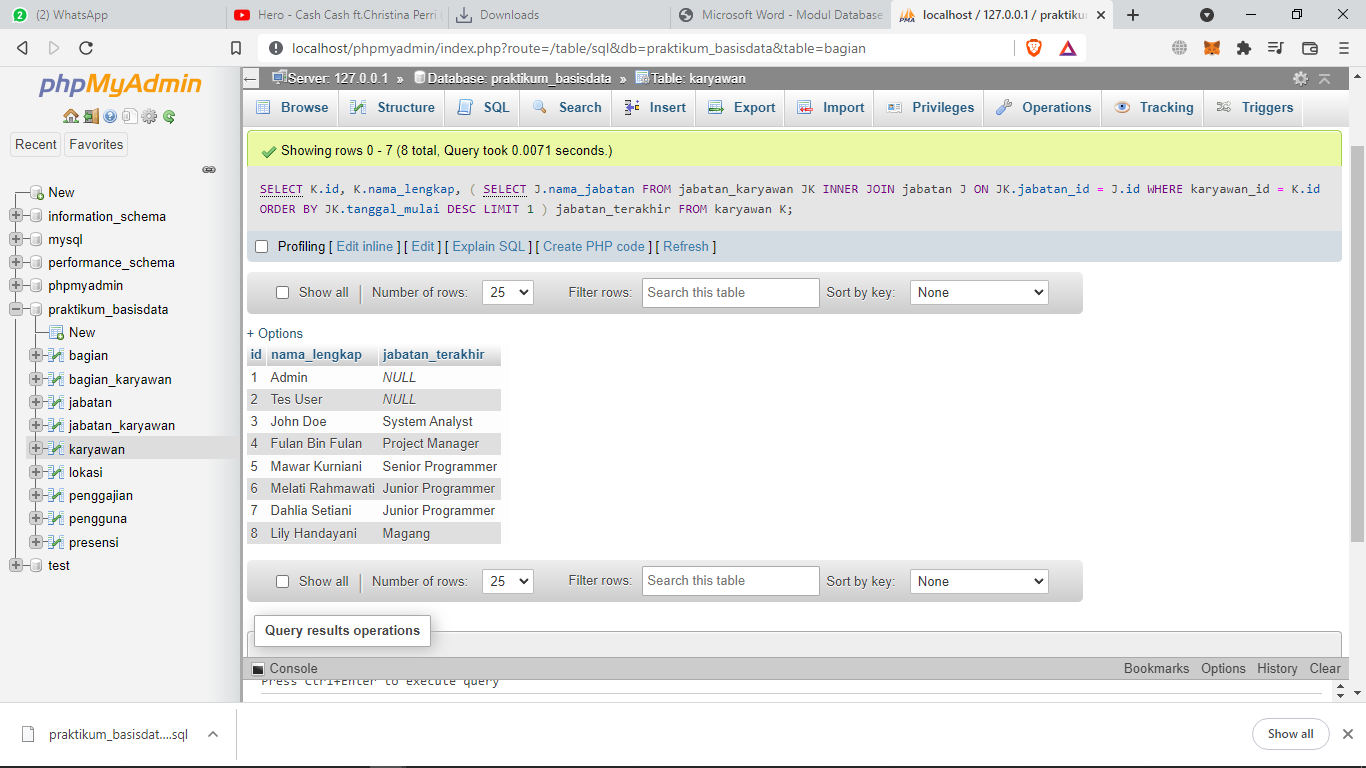 2 (2) WhatsApp
Hero - Cash Cash ft.Christina Perri (
Downloads
Microsoft Word - Modul Database
localhost / 127.0.0.1 / praktiku
localhost/phpmyadmin/index.php?route=/table/sql&db=praktikum_basisdata&table=bagian
phpMyAdmin
Recent Favorites
New
information_schema
mysql
performance_schema
phpmyadmin
praktikum_basisdata
New
bagian
bagian_karyawan
jabatan
jabatan_karyawan
karyawan
lokasi
penggajian
pengguna
presensi
test
Server: 127.0.0.1 » Database: praktikum_basisdata » Table: karyawan
Browse Structure SQL Search Insert Export Import Privileges Operations Tracking Triggers
Showing rows 0 - 7 (8 total, Query took 0.0071 seconds.)
SELECT K.id, K.nama_lengkap, ( SELECT J.nama_jabatan FROM jabatan_karyawan JK INNER JOIN jabatan J ON JK.jabatan_id = J.id WHERE karyawan_id = K.id
ORDER BY JK.tanggal_mulai DESC LIMIT 1 ) jabatan_terakhir FROM karyawan K;
Profiling [ Edit inline ] [ Edit ] [ Explain SQL ] [ Create PHP code ] [ Refresh ]
Show all | Number of rows: 25 Filter rows: Search this table Sort by key: None
+ Options
id nama_lengkap jabatan_terakhir
1 Admin NULL
2 Tes User NULL
3 John Doe System Analyst
4 Fulan Bin Fulan Project Manager
5 Mawar Kurniani Senior Programmer
6 Melati Rahmawati Junior Programmer
7 Dahlia Setiani Junior Programmer
8 Lily Handayani Magang
Show all | Number of rows: 25 Filter rows: Search this table Sort by key: None
Query results operations
Console Bookmarks Options History Clear
Press Ctrl+Enter to execute query
praktikum_basisdat....sql
Show all